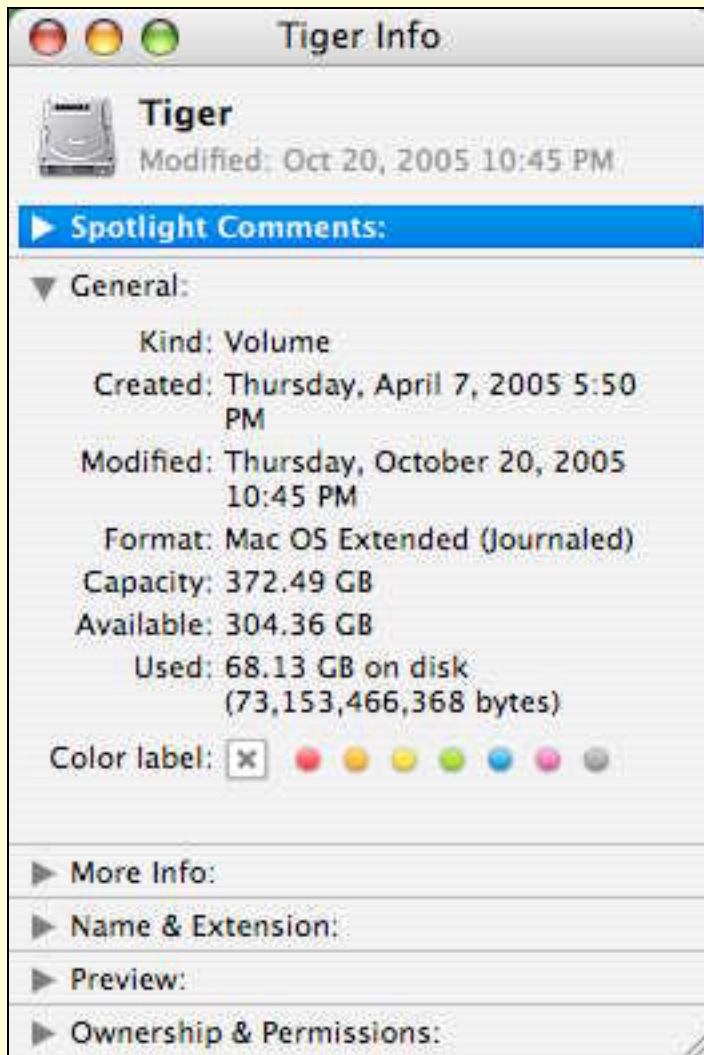 Tiger Info
Tiger
Modified: Oct 20, 2005 10:45 PM
Spotlight Comments:
General:
Kind: Volume
Created: Thursday, April 7, 2005 5:50
PM
Modified: Thursday, October 20, 2005
10:45 PM
Format: Mac OS Extended (Journaled)
Capacity: 372.49 GB
Available: 304.36 GB
Used: 68.13 GB on disk
(73,153,466,368 bytes)
Color label:
More Info:
Name & Extension:
Preview:
Ownership & Permissions: